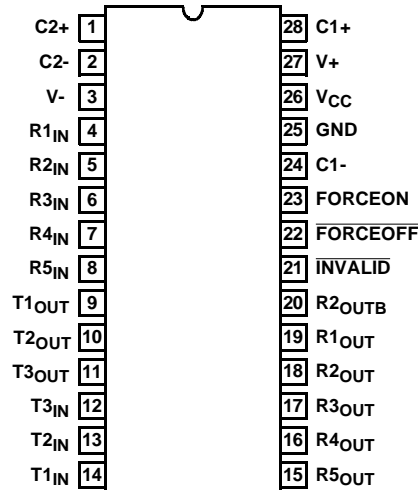 C2+ 1 28 C1+
C2- 2 27 V+
V- 3 26 VCC
R1IN 4 25 GND
R2IN 5 24 C1-
R3IN 6 23 FORCEON
R4IN 7 22 FORCEOFF
R5IN 8 21 INVALID
T1OUT 9 20 R2OUTB
T2OUT 10 19 R1OUT
T3OUT 11 18 R2OUT
T3IN 12 17 R3OUT
T2IN 13 16 R4OUT
T1IN 14 15 R5OUT